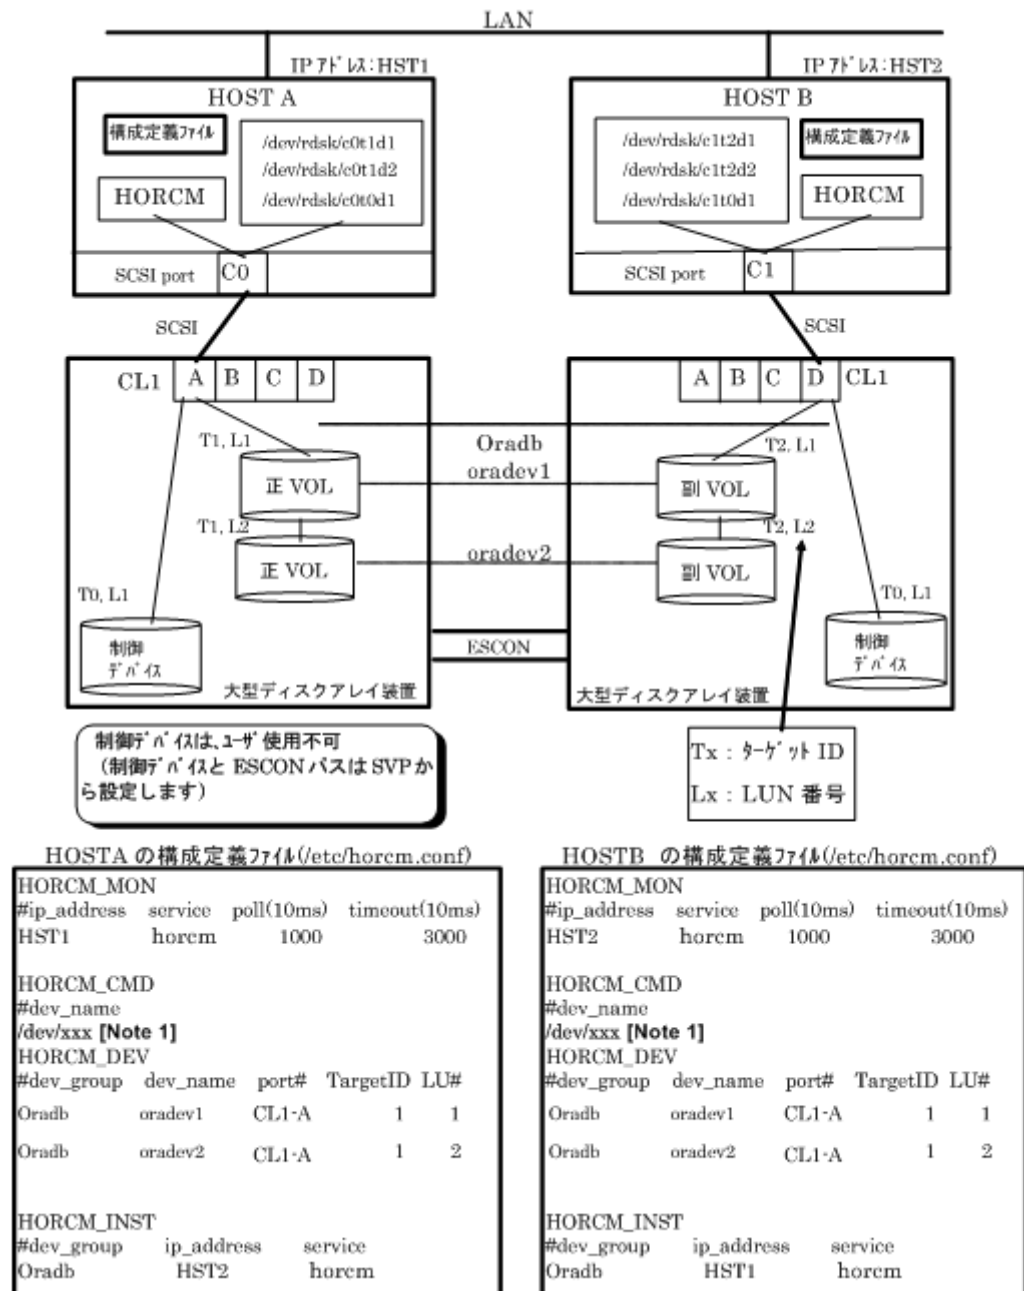 LAN
IP ｱﾄﾞﾚｽ:HST1
IP ｱﾄﾞﾚｽ:HST2
HOST A
構成定義ﾌｧｲﾙ
/dev/rdsk/c0t1d1
/dev/rdsk/c0t1d2
/dev/rdsk/c0t0d1
HORCM
SCSI port
C0
HOST B
/dev/rdsk/c1t2d1
/dev/rdsk/c1t2d2
/dev/rdsk/c1t0d1
構成定義ﾌｧｲﾙ
HORCM
SCSI port
C1
SCSI
SCSI
CL1 A B C D
A B C D CL1
T1, L1
Oradb
oradev1
T2, L1
正 VOL
副 VOL
T1, L2
T2, L2
oradev2
正 VOL
副 VOL
T0, L1
T0, L1
制御
ﾃﾞﾊﾞｲｽ
制御
ﾃﾞﾊﾞｲｽ
ESCON
大型ディスクアレイ装置
大型ディスクアレイ装置
制御ﾃﾞﾊﾞｲｽは、ﾕｰｻﾞ使用不可
（制御ﾃﾞﾊﾞｲｽと ESCON パスは SVP か
ら設定します）
Tx : ﾀｰｹﾞｯﾄ ID
Lx : LUN 番号
HOSTA の構成定義ﾌｧｲﾙ(/etc/horcm.conf)
HORCM_MON
#ip_address service poll(10ms) timeout(10ms)
HST1 horcm 1000 3000
HORCM_CMD
#dev_name
/dev/xxx [Note 1]
HORCM_DEV
#dev_group dev_name port# TargetID LU#
Oradb oradev1 CL1-A 1 1
Oradb oradev2 CL1-A 1 2
HORCM_INST
#dev_group ip_address service
Oradb HST2 horcm
HOSTB の構成定義ﾌｧｲﾙ(/etc/horcm.conf)
HORCM_MON
#ip_address service poll(10ms) timeout(10ms)
HST2 horcm 1000 3000
HORCM_CMD
#dev_name
/dev/xxx [Note 1]
HORCM_DEV
#dev_group dev_name port# TargetID LU#
Oradb oradev1 CL1-A 1 1
Oradb oradev2 CL1-A 1 2
HORCM_INST
#dev_group ip_address service
Oradb HST1 horcm